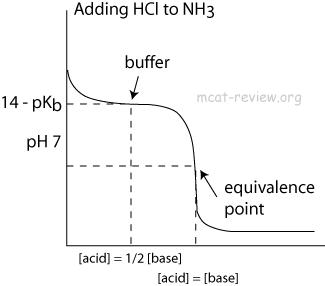 Adding HCl to NH3
buffer
mcat-review.org
14 - pKb
pH 7
equivalence
point
[acid] = 1/2 [base]
[acid] = [base]